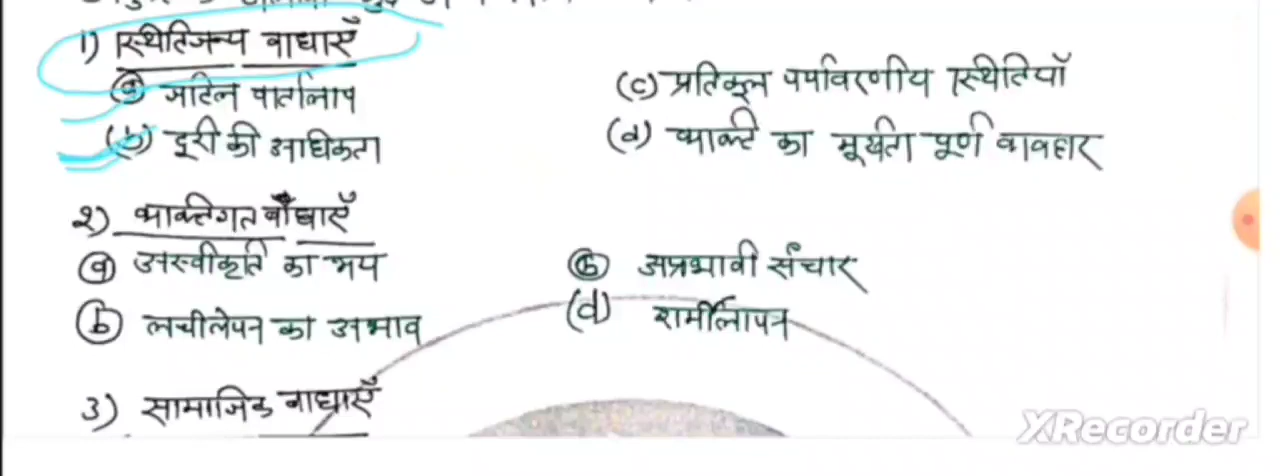 1) स्थितिजन्य बाधाएँ
(a) जटिल वार्तालाप
(b) दूरी की अधिकता
(c) प्रतिकूल पर्यावरणीय स्थितियाँ
(d) व्यक्ति का मूर्खता पूर्ण व्यवहार
2) व्यक्तिगत बाधाएँ
(a) अस्वीकृति का भय
(b) लचीलेपन का अभाव
(c) अप्रभावी संचार
(d) शर्मीलापन
3) सामाजिक बाधाएँ
XRecorder